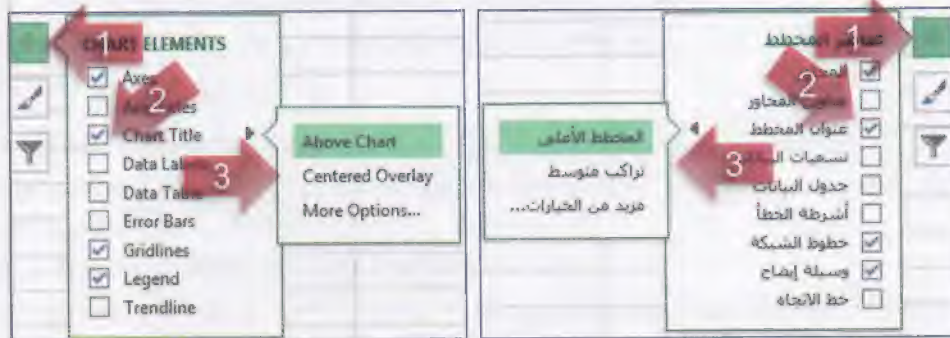 1
CHART ELEMENTS
Axes
2
Chart Title
Data Labels
3
Data Table
Error Bars
Gridlines
Legend
Trendline
Above Chart
Centered Overlay
More Options...
1
المخطط
2
المحاور
عنوان المخطط
تسميات
3
جدول البيانات
أشرطة الخطأ
خطوط الشبكة
وسيلة إيضاح
خط الاتجاه
المخطط الأعلى
تراكب متوسط
مزيد من الخيارات...